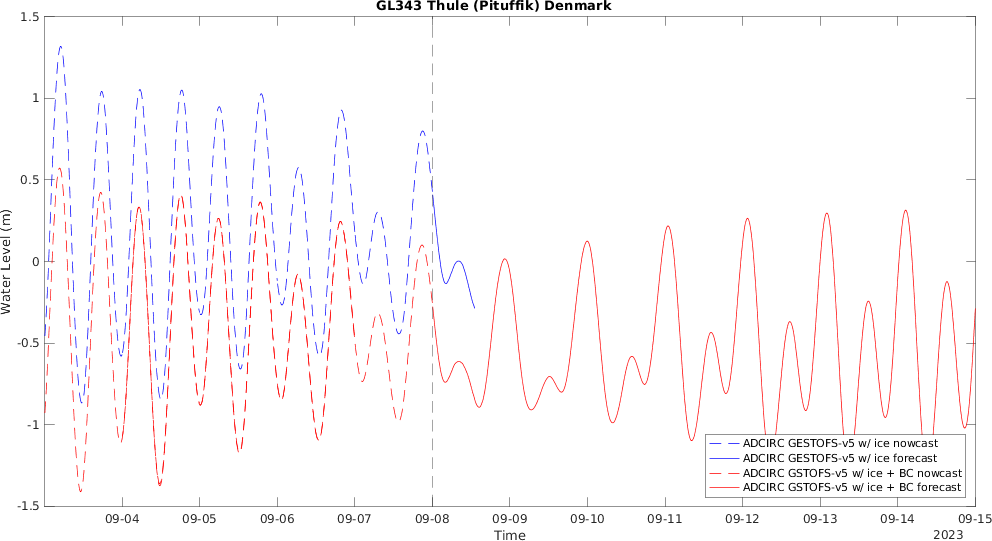 GL343 Thule (Pituffik) Denmark
1.5
1
0.5
0
-0.5
-1
-1.5
Water Level (m)
ADCIRC GESTOFS-v5 w/ ice nowcast
ADCIRC GESTOFS-v5 w/ ice forecast
ADCIRC GSTOFS-v5 w/ ice + BC nowcast
ADCIRC GSTOFS-v5 w/ ice + BC forecast
09-04 09-05 09-06 09-07 09-08 09-09 09-10 09-11 09-12 09-13 09-14 09-15
Time
2023